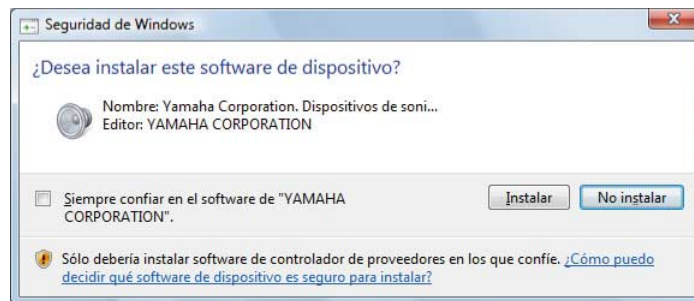 Seguridad de Windows
¿Desea instalar este software de dispositivo?
Nombre: Yamaha Corporation. Dispositivos de soni...
Editor: YAMAHA CORPORATION
Siempre confiar en el software de "YAMAHA
CORPORATION".
Instalar
No instalar
Sólo debería instalar software de controlador de proveedores en los que confíe. ¿Cómo puedo
decidir qué software de dispositivo es seguro para instalar?